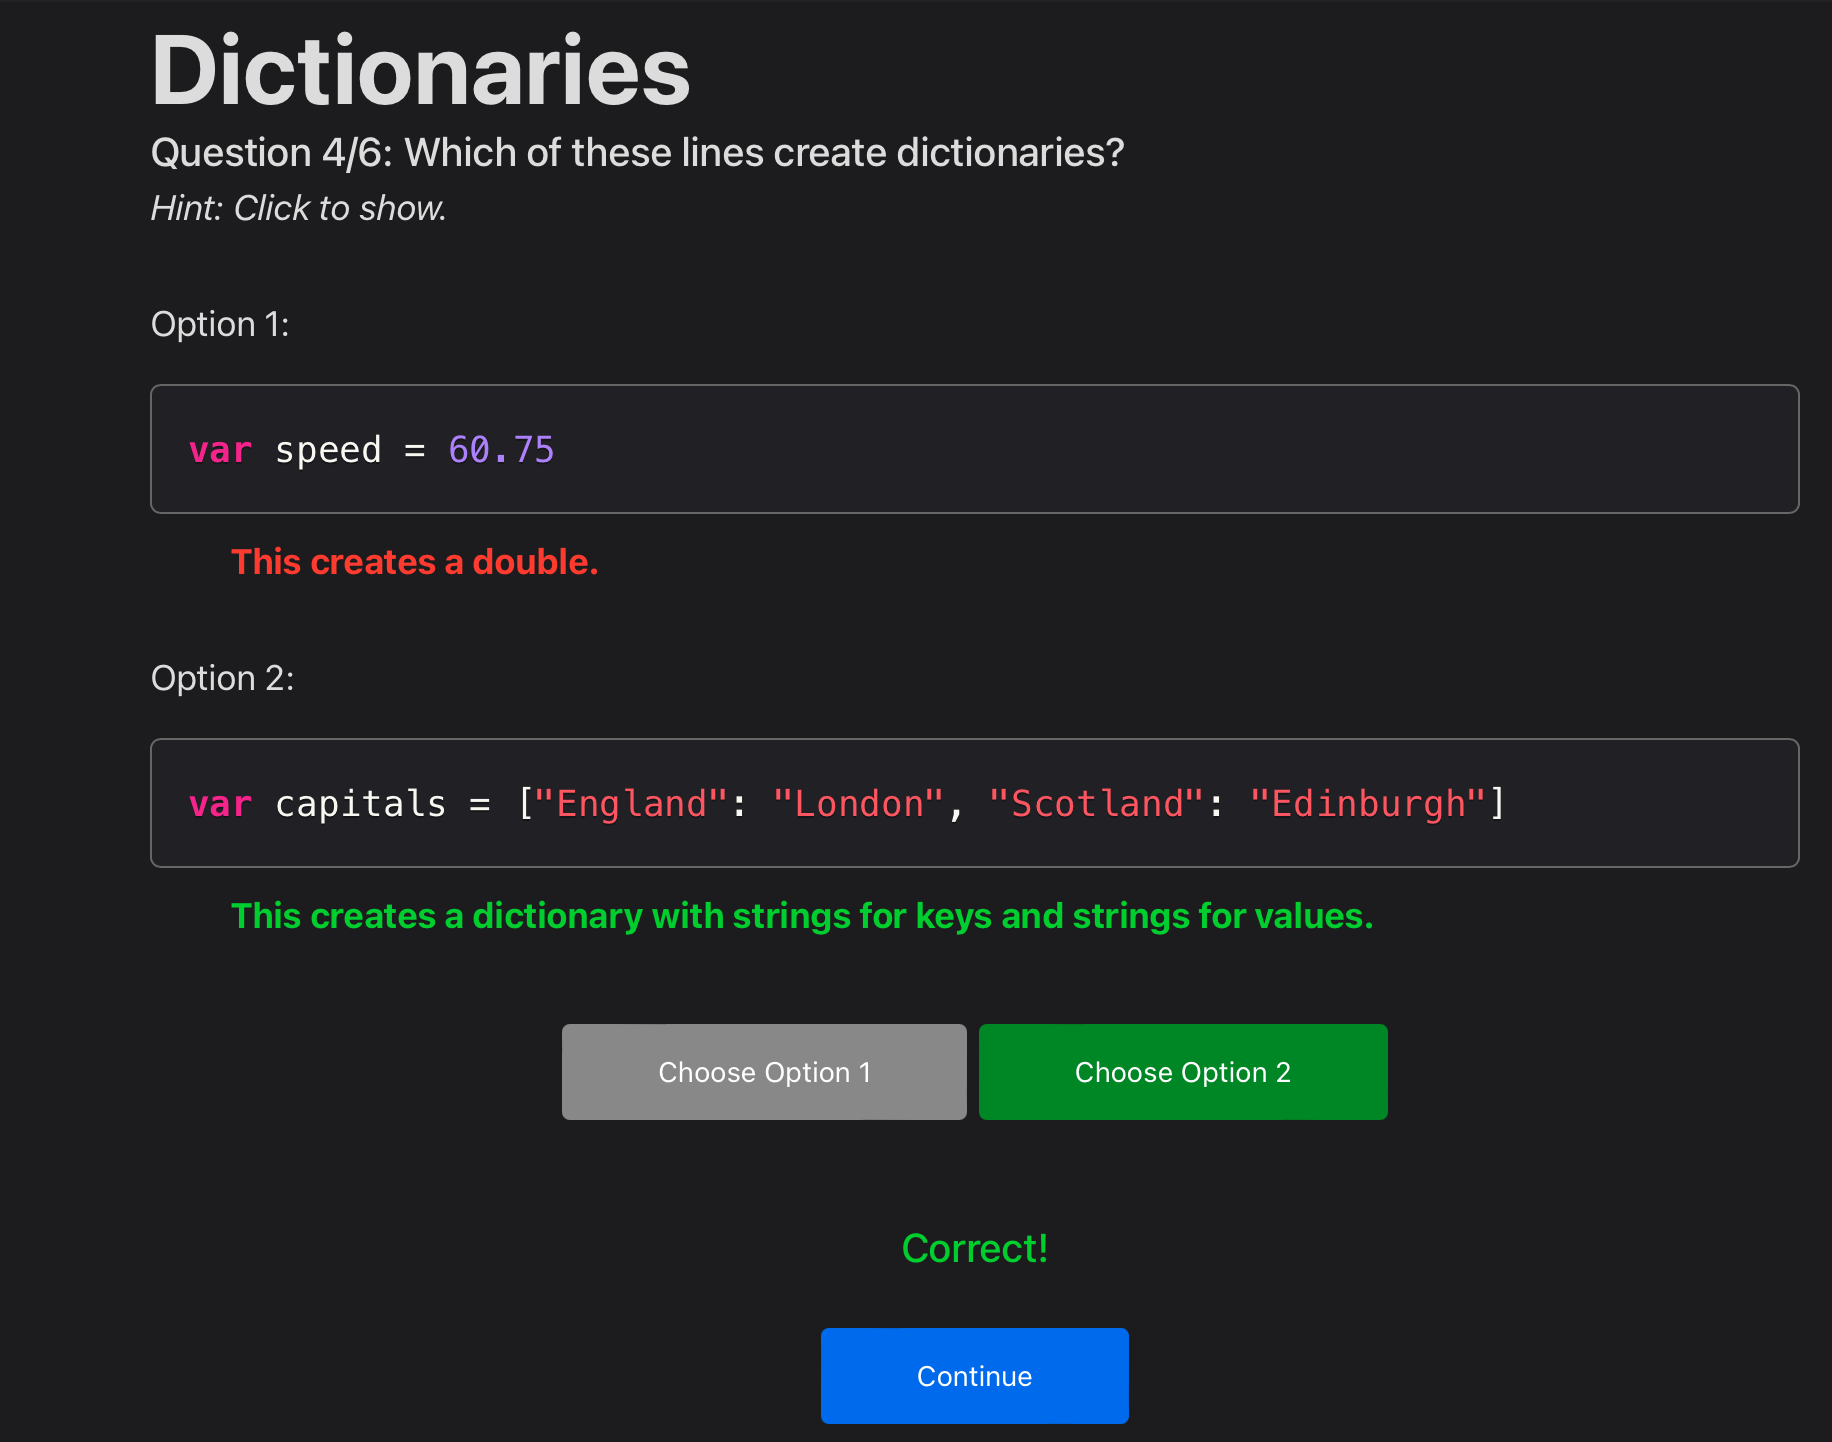 Dictionaries
Question 4/6: Which of these lines create dictionaries?
Hint: Click to show.
Option 1:
var speed = 60.75
This creates a double.
Option 2:
var capitals = ["England": "London", "Scotland": "Edinburgh"]
This creates a dictionary with strings for keys and strings for values.
Choose Option 1
Choose Option 2
Correct!
Continue